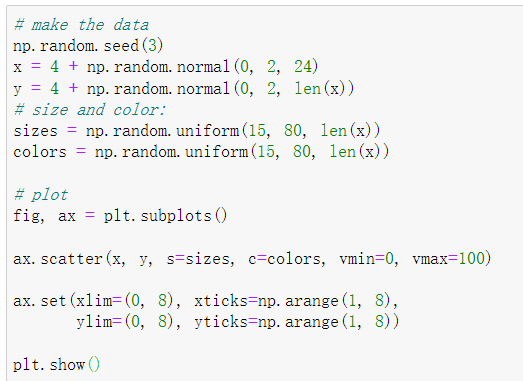 # make the data
np.random.seed(3)
x = 4 + np.random.normal(0, 2, 24)
y = 4 + np.random.normal(0, 2, len(x))
# size and color:
sizes = np.random.uniform(15, 80, len(x))
colors = np.random.uniform(15, 80, len(x))

# plot
fig, ax = plt.subplots()

ax.scatter(x, y, s=sizes, c=colors, vmin=0, vmax=100)

ax.set(xlim=(0, 8), xticks=np.arange(1, 8),
       ylim=(0, 8), yticks=np.arange(1, 8))

plt.show()